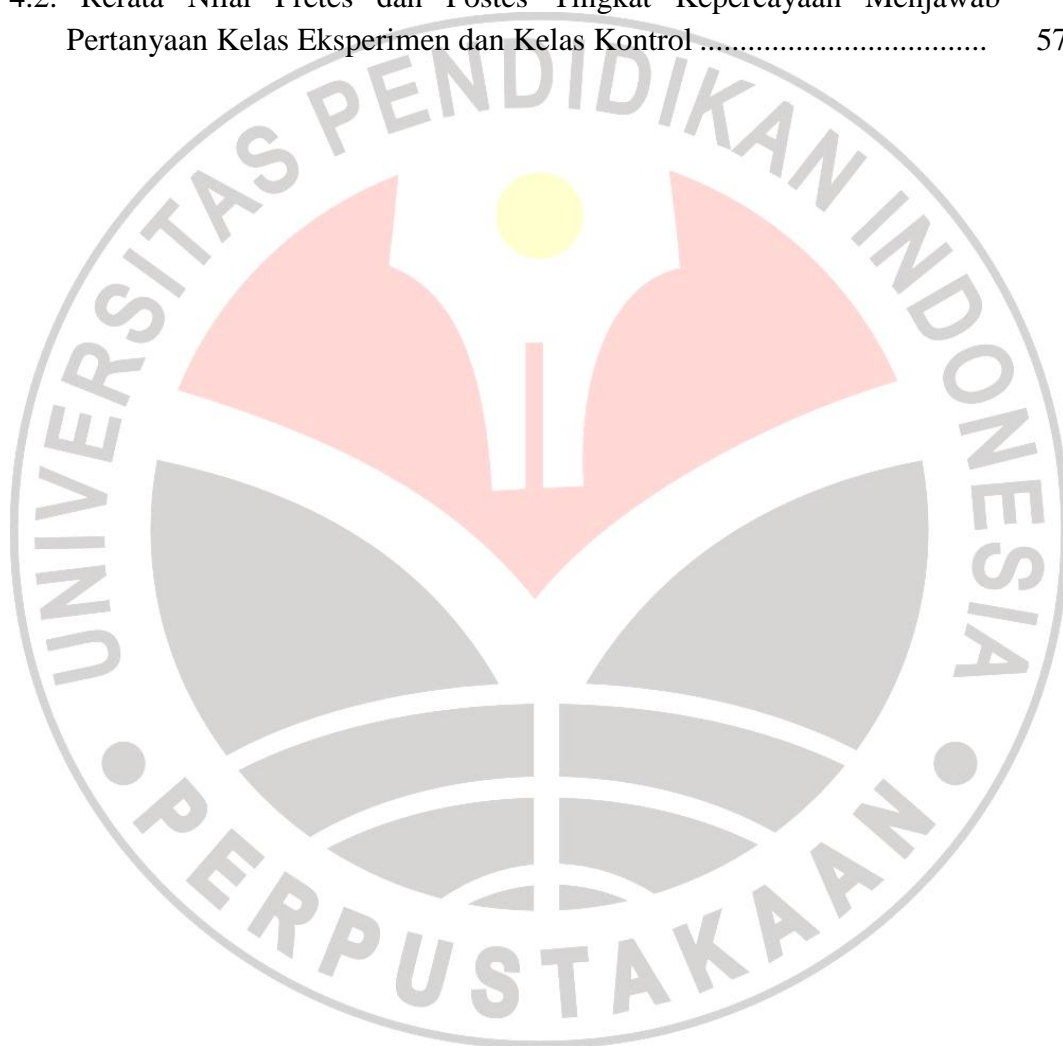 4.2. Rerata Nilai Pretes dan Postes Tingkat Kepercayaan Menjawab
Pertanyaan Kelas Eksperimen dan Kelas Kontrol .................................... 57
UNIVERSITAS PENDIDIKAN INDONESIA
PERPUSTAKAAN